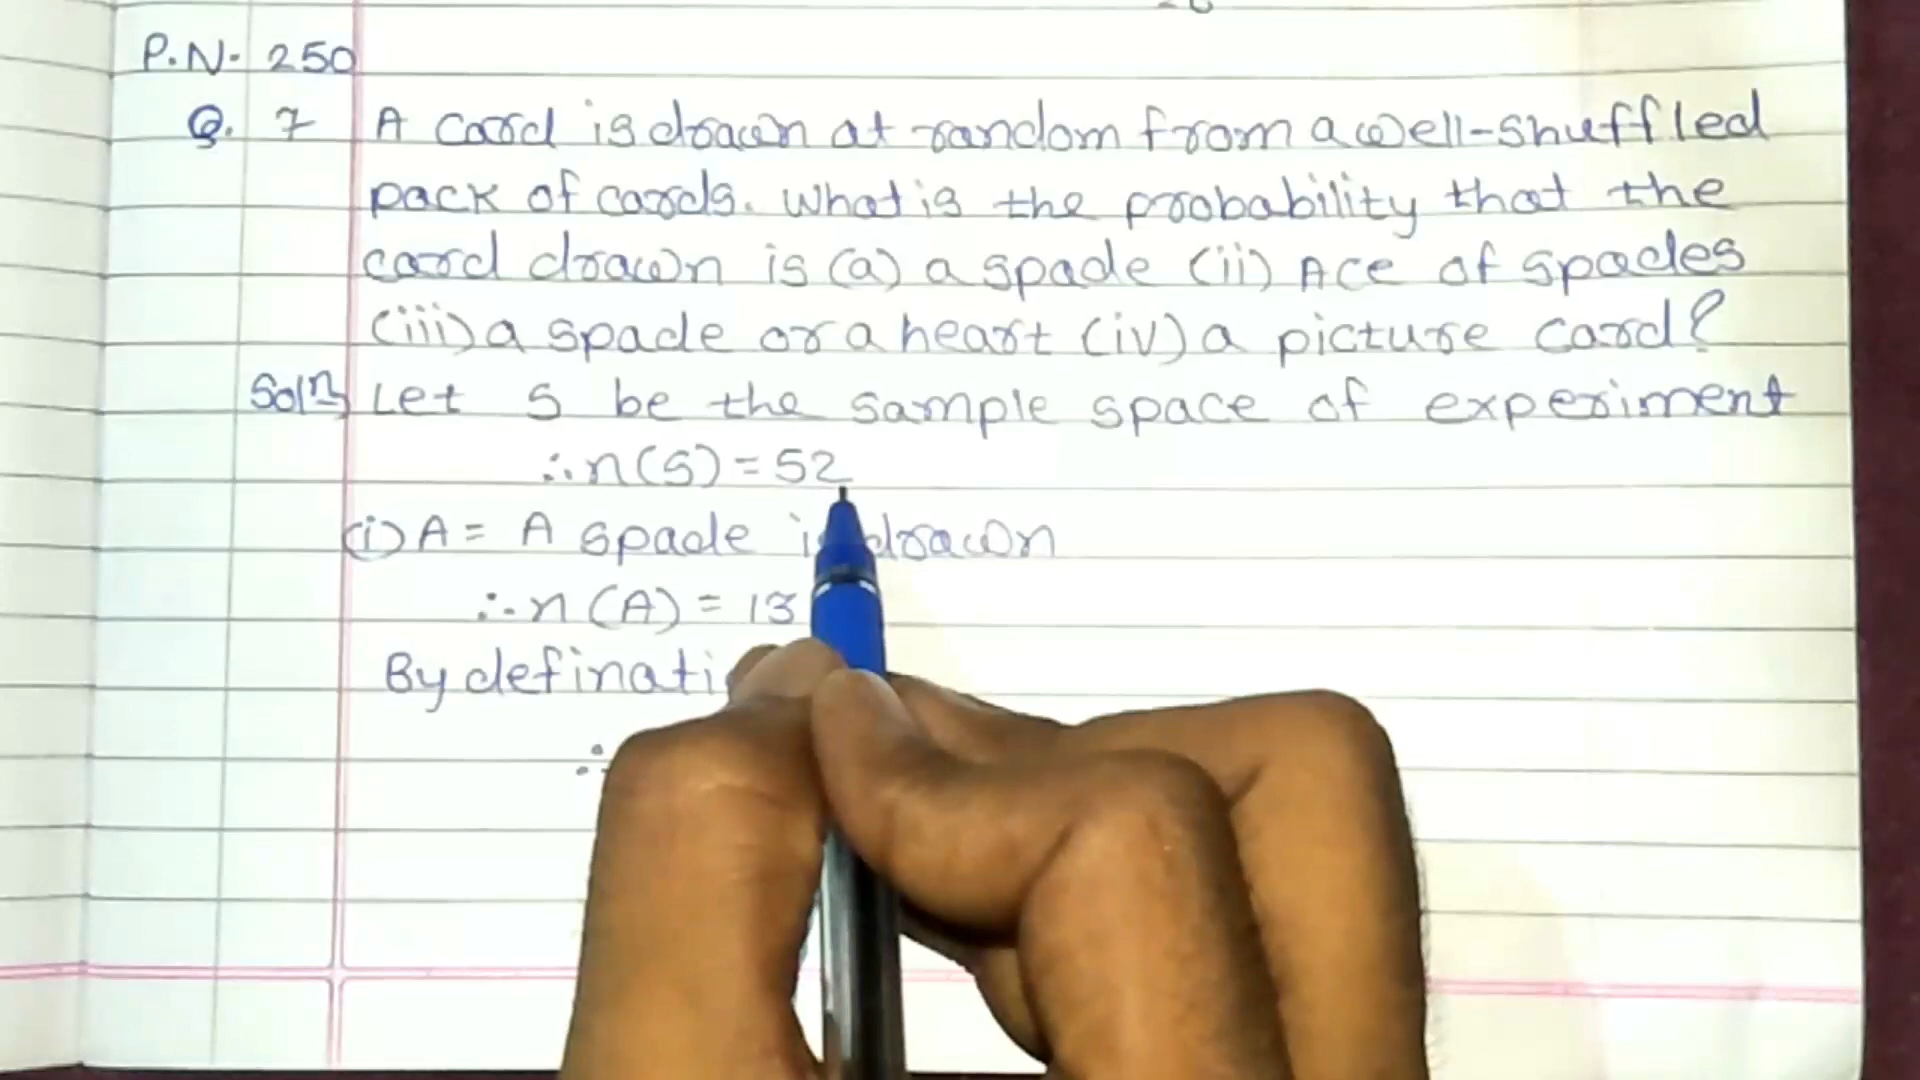 P.N. 250
Q. 7 A card is drawn at random from a well-shuffled
pack of cards. What is the probability that the
card drawn is (a) a spade (ii) Ace of spades
(iii) a spade or a heart (iv) a picture card?
Soln Let S be the sample space of experiment
∴ n(S) = 52
(i) A = A spade drawn
∴ n(A) = 13
By
∴